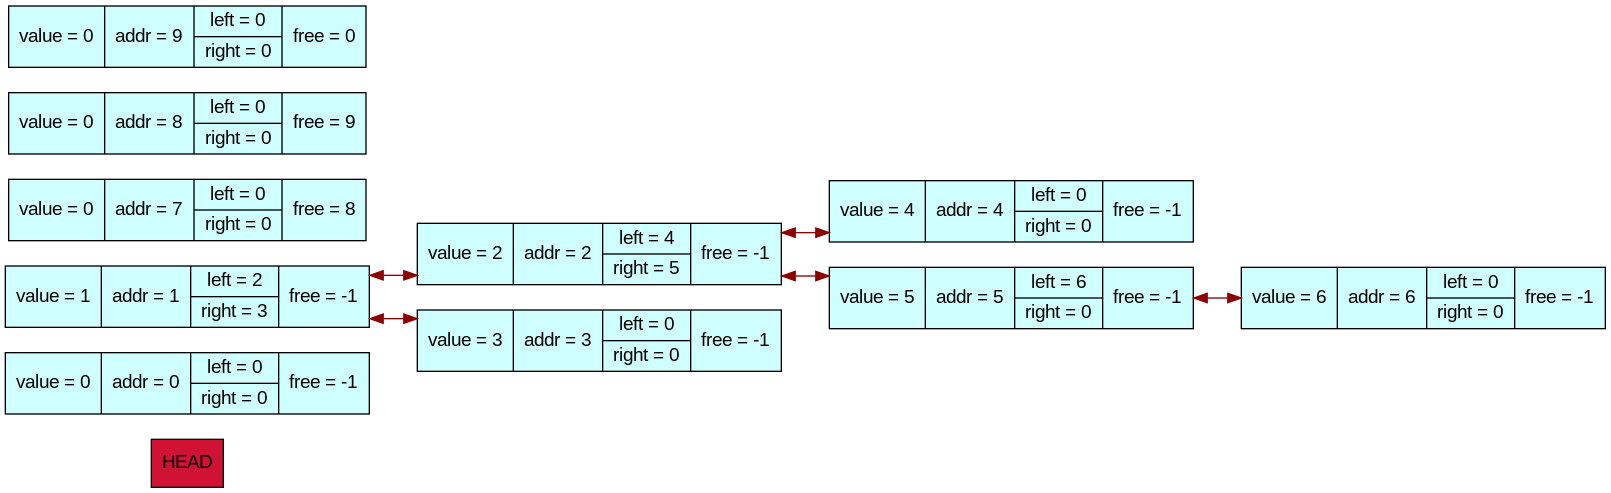 value = 0 addr = 9 left = 0 right = 0 free = 0
value = 0 addr = 8 left = 0 right = 0 free = 9
value = 0 addr = 7 left = 0 right = 0 free = 8
value = 1 addr = 1 left = 2 right = 3 free = -1
value = 0 addr = 0 left = 0 right = 0 free = -1
HEAD
value = 2 addr = 2 left = 4 right = 5 free = -1
value = 3 addr = 3 left = 0 right = 0 free = -1
value = 4 addr = 4 left = 0 right = 0 free = -1
value = 5 addr = 5 left = 6 right = 0 free = -1
value = 6 addr = 6 left = 0 right = 0 free = -1